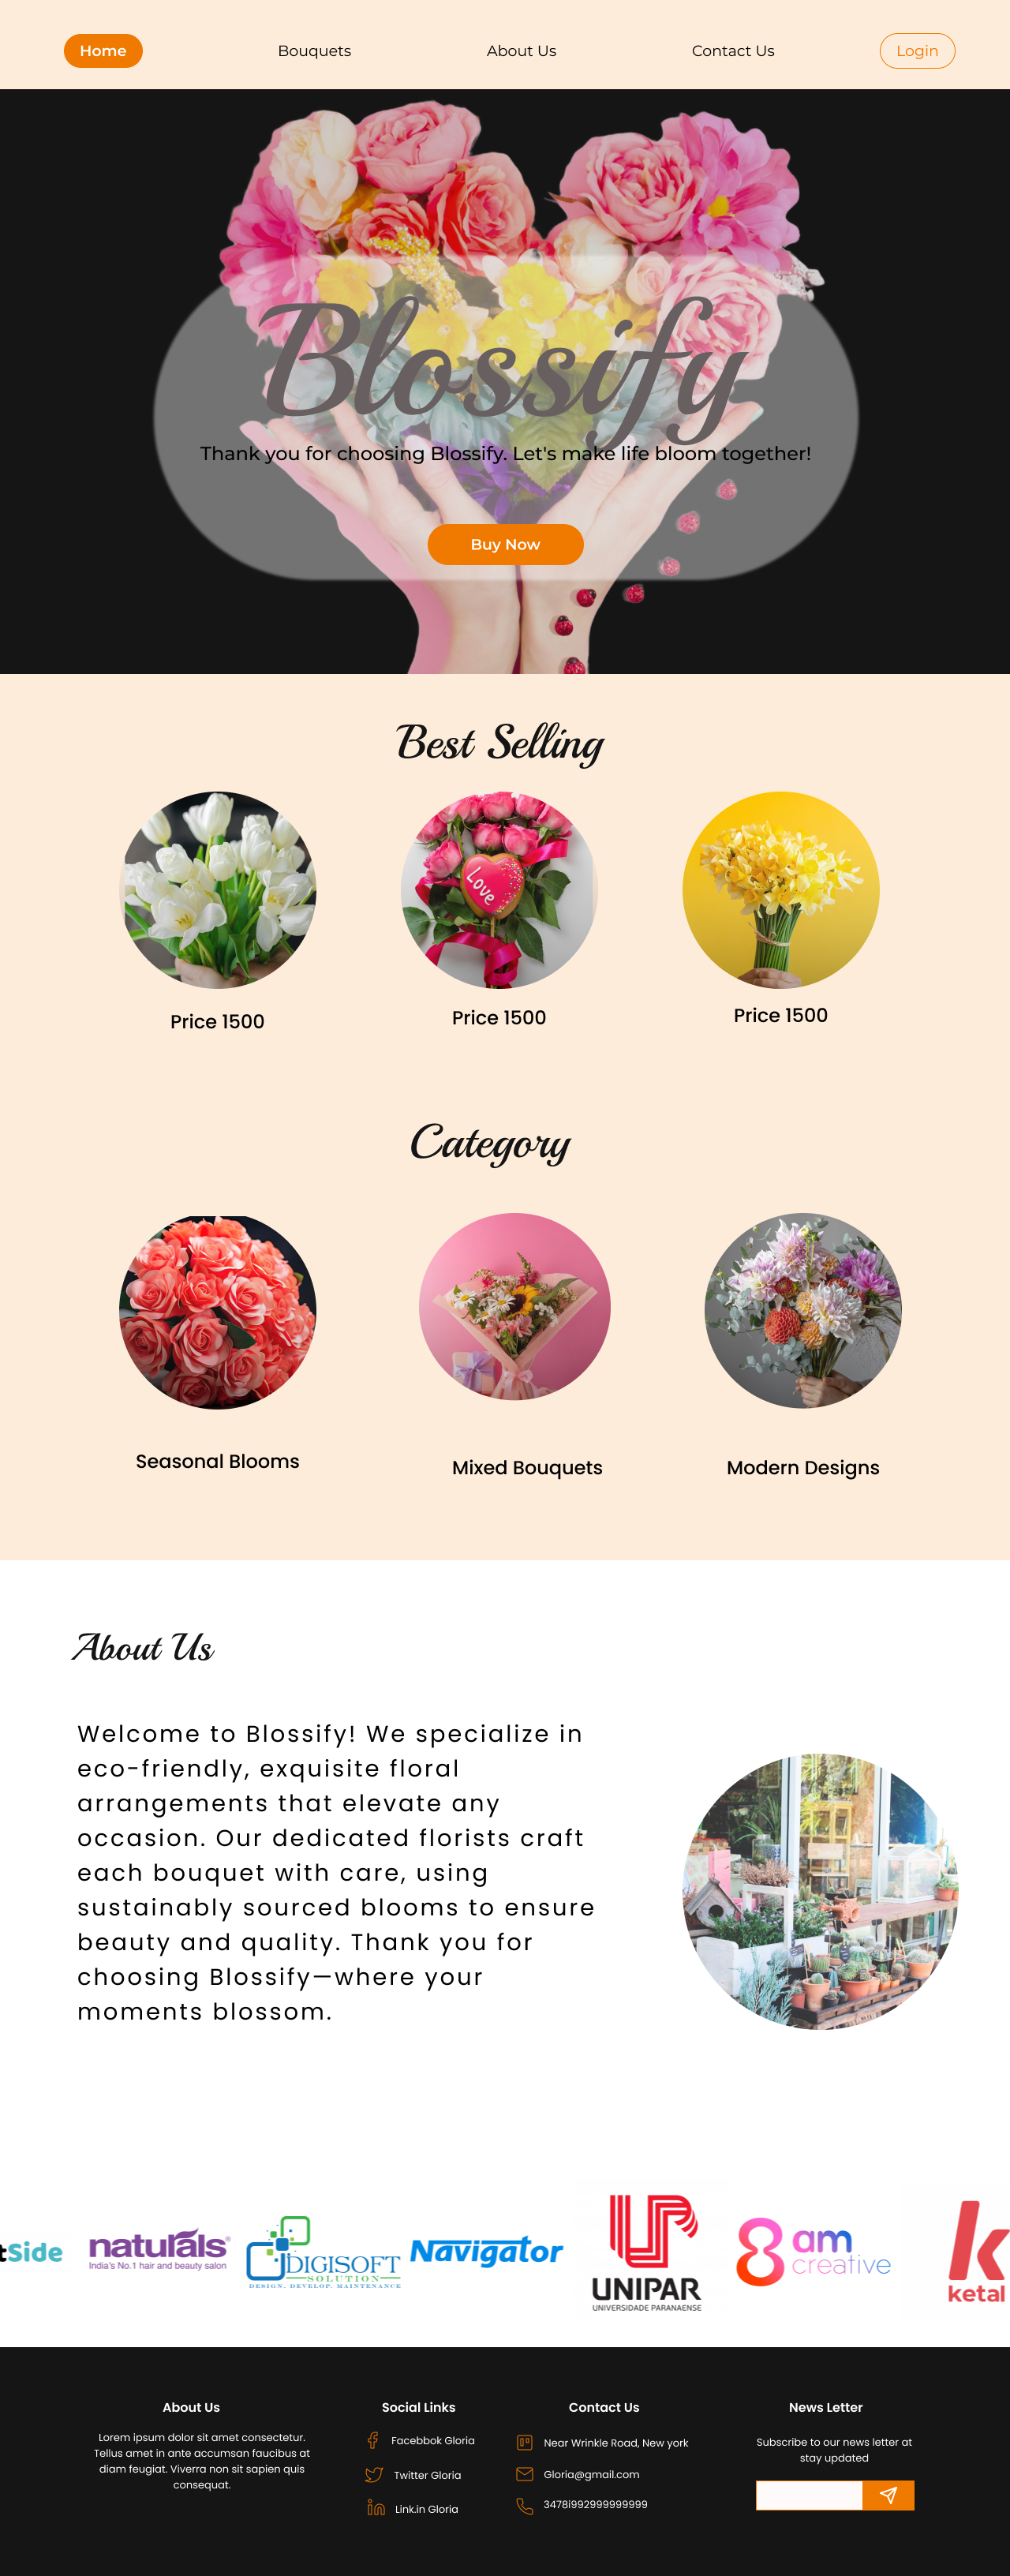 Home
Bouquets
About Us
Contact Us
Login
Blossify
Thank you for choosing Blossify. Let's make life bloom together!
Buy Now
Best Selling
Love
Price 1500
Price 1500
Price 1500
Category
Seasonal Blooms
Mixed Bouquets
Modern Designs
About Us
Welcome to Blossify! We specialize in
eco-friendly, exquisite floral
arrangements that elevate any
occasion. Our dedicated florists craft
each bouquet with care, using
sustainably sourced blooms to ensure
beauty and quality. Thank you for
choosing Blossify—where your
moments blossom.
tSide
naturals®
India's No.1 hair and beauty salon
DIGISOFT
SOLUTION
DESIGN. DEVELOP. MAINTENANCE
Navigator
UNIPAR
UNIVERSIDADE PARANAENSE
8 am
creative
k
ketal
About Us
Lorem ipsum dolor sit amet consectetur.
Tellus amet in ante accumsan faucibus at
diam feugiat. Viverra non sit sapien quis
consequat.
Social Links
Facebbok Gloria
Twitter Gloria
Link.in Gloria
Contact Us
Near Wrinkle Road, New york
Gloria@gmail.com
3478i992999999999
News Letter
Subscribe to our news letter at
stay updated